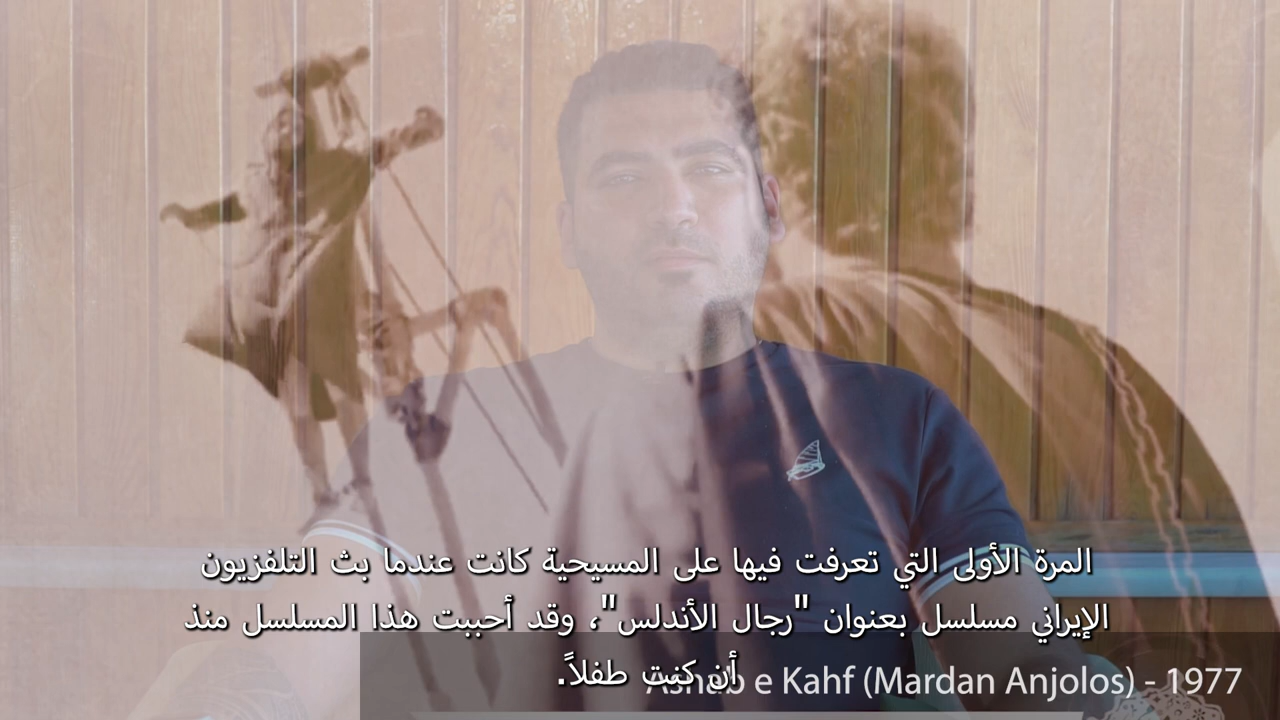 المرة الأولى التي تعرفت فيها على المسيحية كانت عندما بث التلفزيون
الإيراني مسلسل بعنوان "رجال الأندلس"، وقد أحببت هذا المسلسل منذ
أن كنت طفلاً.
Ashab e Kahf (Mardan Anjolos) - 1977